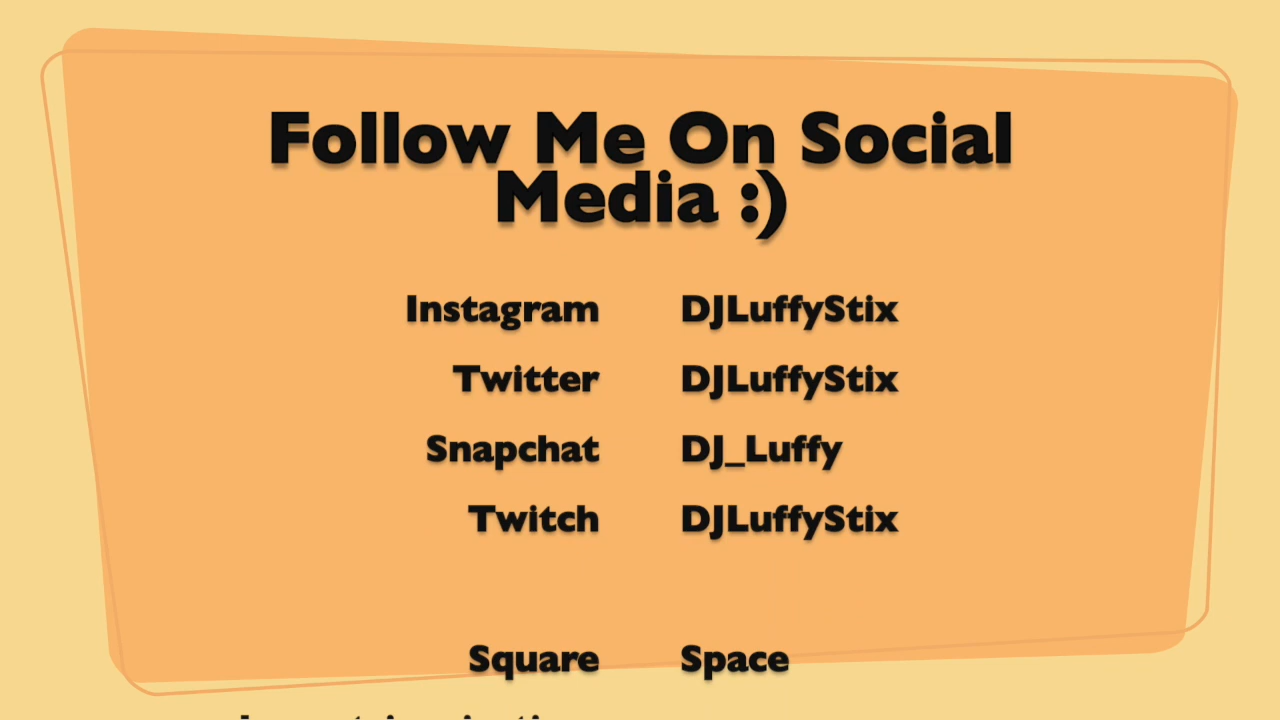 Follow Me On Social
Media :)
Instagram DJLuffyStix
Twitter DJLuffyStix
Snapchat DJ_Luffy
Twitch DJLuffyStix
Square Space